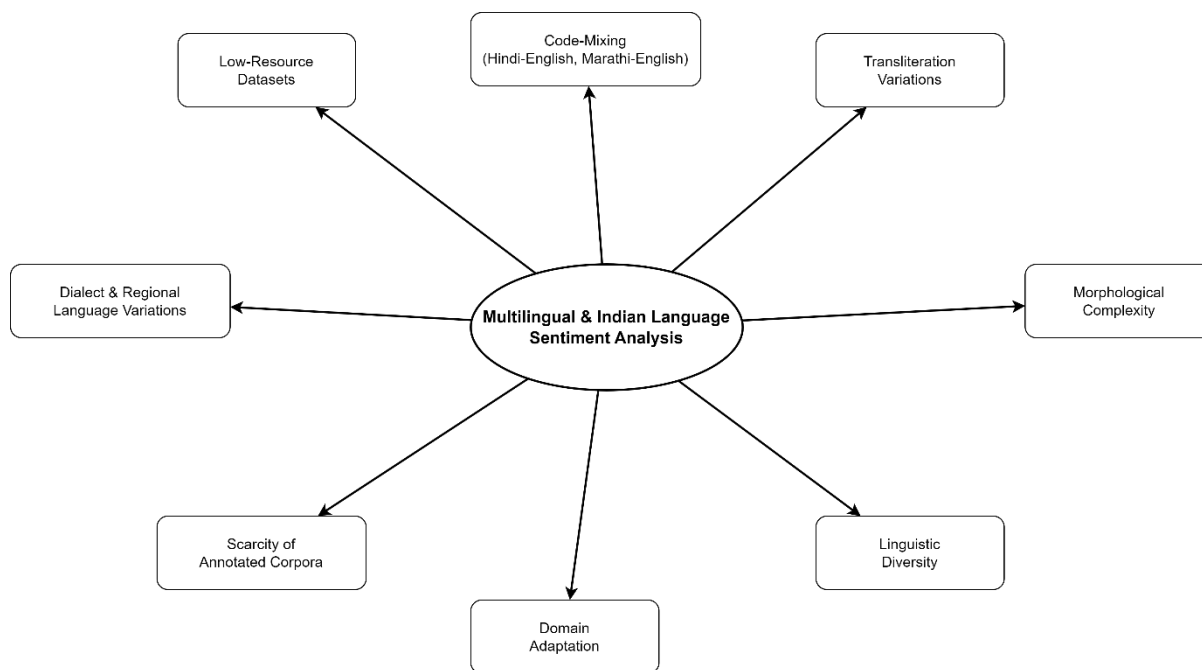 Code-Mixing
(Hindi-English, Marathi-English)
Low-Resource
Datasets
Transliteration
Variations
Dialect & Regional
Language Variations
Multilingual & Indian Language
Sentiment Analysis
Morphological
Complexity
Scarcity of
Annotated Corpora
Linguistic
Diversity
Domain
Adaptation